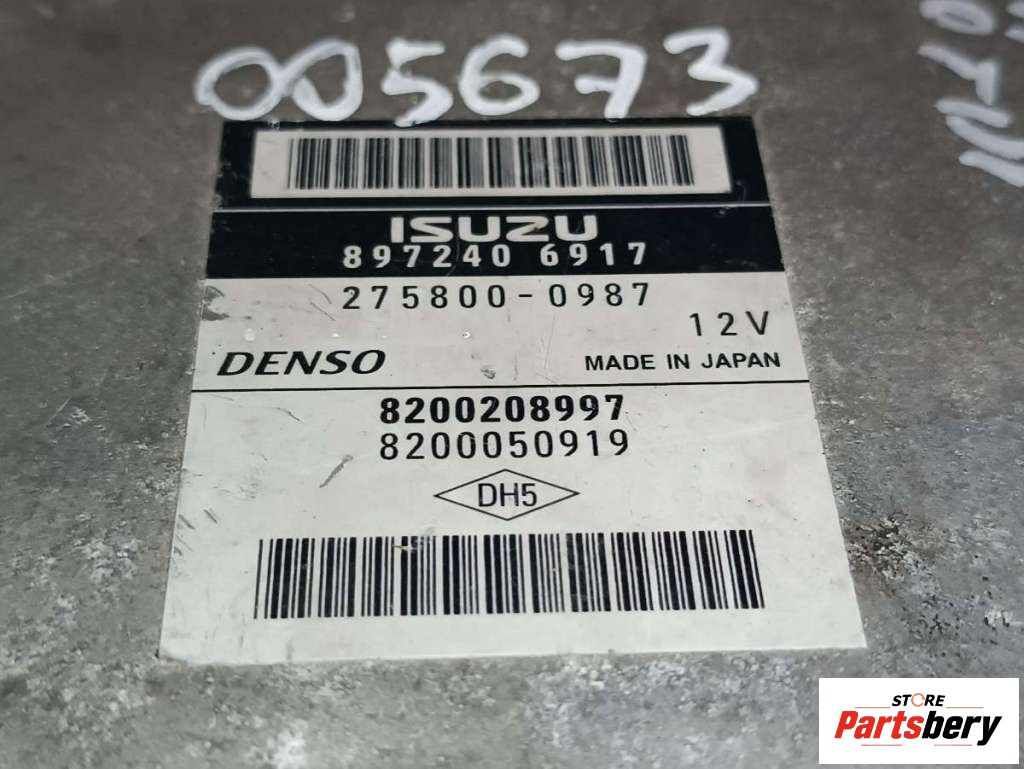 005673
ISUZU
897240 6917
275800-0987
12V
DENSO
MADE IN JAPAN
8200208997
8200050919
DH5
STORE
Partsbery